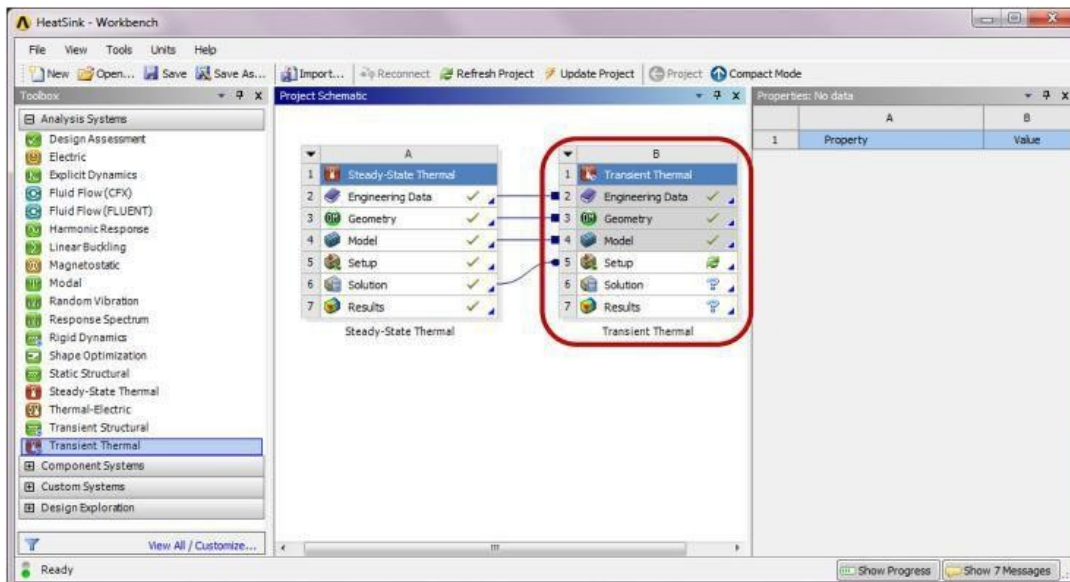 HeatSink - Workbench
File View Tools Units Help
New Open... Save Save As... Import... Reconnect Refresh Project Update Project Project Compact Mode
Toolbox
Analysis Systems
Design Assessment
Electric
Explicit Dynamics
Fluid Flow (CFX)
Fluid Flow (FLUENT)
Harmonic Response
Linear Buckling
Magnetostatic
Modal
Random Vibration
Response Spectrum
Rigid Dynamics
Shape Optimization
Static Structural
Steady-State Thermal
Thermal-Electric
Transient Structural
Transient Thermal
Component Systems
Custom Systems
Design Exploration
View All / Customize...
Project Schematic
A
1 Steady-State Thermal
2 Engineering Data
3 Geometry
4 Model
5 Setup
6 Solution
7 Results
Steady-State Thermal
B
1 Transient Thermal
2 Engineering Data
3 Geometry
4 Model
5 Setup
6 Solution
7 Results
Transient Thermal
Properties: No data
A B
1 Property Value
Ready
Show Progress Show 7 Messages